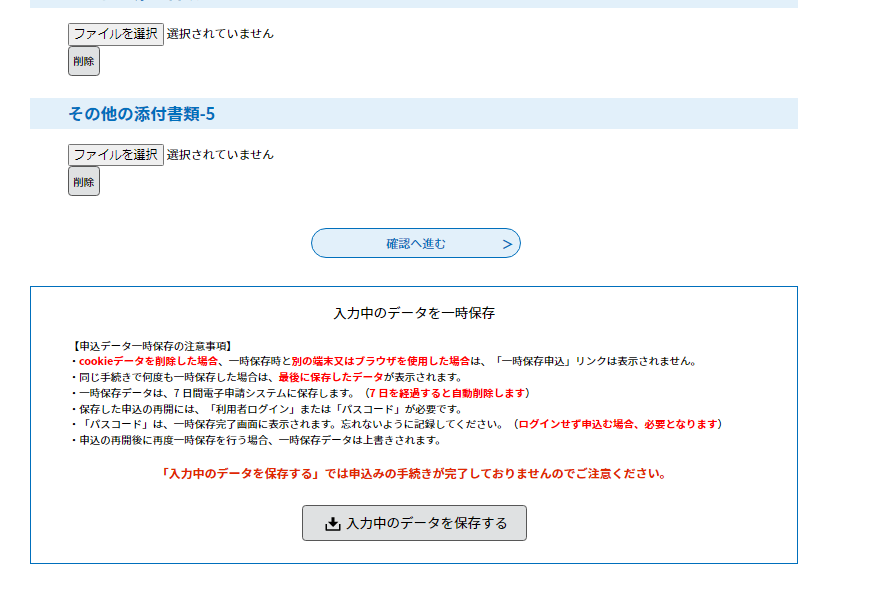 ファイルを選択 選択されていません
削除
その他の添付書類-5
ファイルを選択 選択されていません
削除
確認へ進む >
入力中のデータを一時保存
【申込データ一時保存の注意事項】
・cookieデータを削除した場合、一時保存時と別の端末又はブラウザを使用した場合は、「一時保存申込」リンクは表示されません。
・同じ手続きで何度も一時保存した場合は、最後に保存したデータが表示されます。
・一時保存データは、7 日間電子申請システムに保存します。（7 日を経過すると自動削除します）
・保存した申込の再開には、「利用者ログイン」または「パスコード」が必要です。
・「パスコード」は、一時保存完了画面に表示されます。忘れないように記録してください。（ログインせず申込む場合、必要となります）
・申込の再開後に再度一時保存を行う場合、一時保存データは上書きされます。
「入力中のデータを保存する」では申込みの手続きが完了しておりませんのでご注意ください。
入力中のデータを保存する